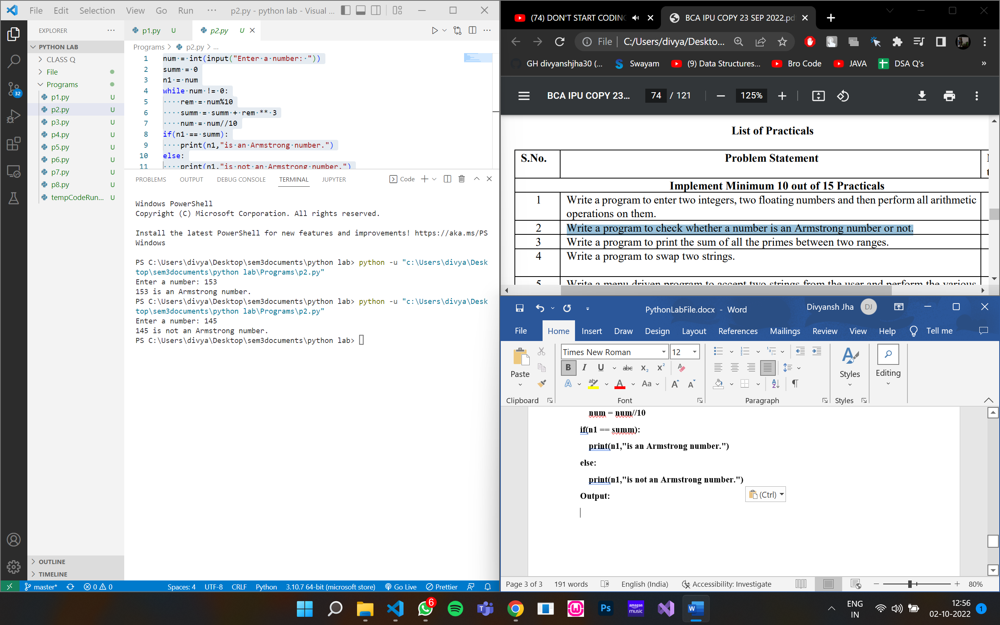 File Edit Selection View Go Run ··· p2.py - python lab - Visual ...
EXPLORER ···
PYTHON LAB
CLASS Q
File
Programs
p1.py U
p2.py U
p3.py U
p4.py U
p5.py U
p6.py U
p7.py U
p8.py U
tempCodeRun... U
OUTLINE
TIMELINE
32
p1.py U p2.py U
Programs > p2.py > ...
1 num = int(input("Enter a number: "))
2 summ = 0
3 n1 = num
4 while num != 0:
5 rem = num%10
6 summ = summ + rem ** 3
7 num = num//10
8 if(n1 == summ):
9 print(n1,"is an Armstrong number.")
10 else:
11 print(n1,"is not an Armstrong number.")
PROBLEMS OUTPUT DEBUG CONSOLE TERMINAL JUPYTER Code
Windows PowerShell
Copyright (C) Microsoft Corporation. All rights reserved.
Install the latest PowerShell for new features and improvements! https://aka.ms/PS
Windows
PS C:\Users\divya\Desktop\sem3documents\python lab> python -u "c:\Users\divya\Desk
top\sem3documents\python lab\Programs\p2.py"
Enter a number: 153
153 is an Armstrong number.
PS C:\Users\divya\Desktop\sem3documents\python lab> python -u "c:\Users\divya\Desk
top\sem3documents\python lab\Programs\p2.py"
Enter a number: 145
145 is not an Armstrong number.
PS C:\Users\divya\Desktop\sem3documents\python lab>
master* 0 0 Spaces: 4 UTF-8 CRLF Python 3.10.7 64-bit (microsoft store) Go Live Prettier
(74) DON'T START CODING BCA IPU COPY 23 SEP 2022.pd
File C:/Users/divya/Deskto...
GH divyanshjha30 (... Swayam (9) Data Structures... Bro Code JAVA DSA Q's »
BCA IPU COPY 23... 74 / 121 125%
List of Practicals
S.No. Problem Statement
Implement Minimum 10 out of 15 Practicals
1 Write a program to enter two integers, two floating numbers and then perform all arithmetic
operations on them.
2 Write a program to check whether a number is an Armstrong number or not.
3 Write a program to print the sum of all the primes between two ranges.
4 Write a program to swap two strings.
5 Write a menu driven program to accept two strings from the user and perform the various
PythonLabFile.docx - Word Divyansh Jha DJ
File Home Insert Draw Design Layout References Mailings Review View Help Tell me
Paste Times New Roman 12 Styles Editing
B I U abc X₂ X² A
A aby A Aa A A
Clipboard Font Paragraph Styles
num = num//10
if(n1 == summ):
print(n1,"is an Armstrong number.")
else:
print(n1,"is not an Armstrong number.")
Output:
(Ctrl)
Page 3 of 3 191 words English (India) Accessibility: Investigate 80%
6 T Ps amazon music W
ENG
IN
12:56
02-10-2022
1